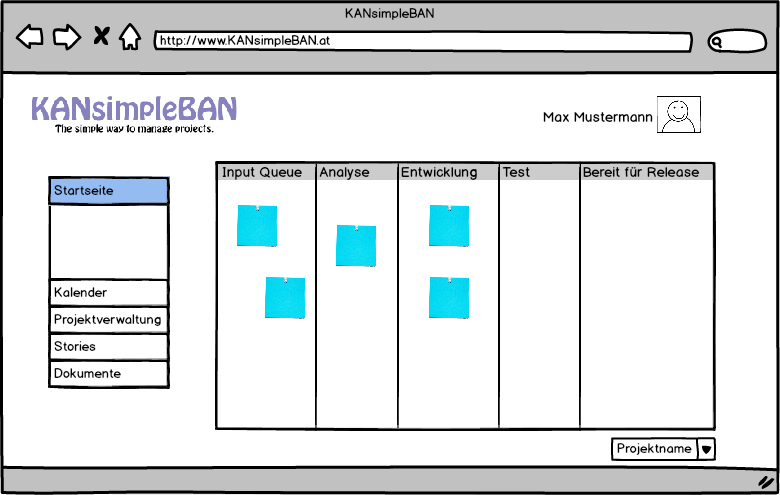 KANsimpleBAN
http://www.KANsimpleBAN.at
KANsimpleBAN
The simple way to manage projects.
Max Mustermann
Startseite
Kalender
Projektverwaltung
Stories
Dokumente
Input Queue
Analyse
Entwicklung
Test
Bereit für Release
Projektname